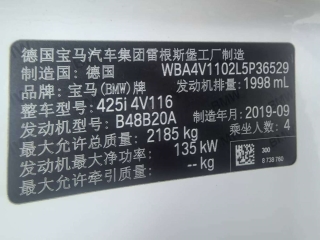 德国宝马汽车集团雷根斯堡工厂制造
制造国：德国 WBA4V1102L5P36529
品牌：宝马(BMW)牌 发动机排量：1998 mL
整车型号：425i 4V116
发动机型号：B48B20A 制造年月：2019-09
最大允许总质量：2185 kg 乘坐人数：4
发动机最大净功率：135 kW
最大允许牵引质量：-- kg
300
8 738 760